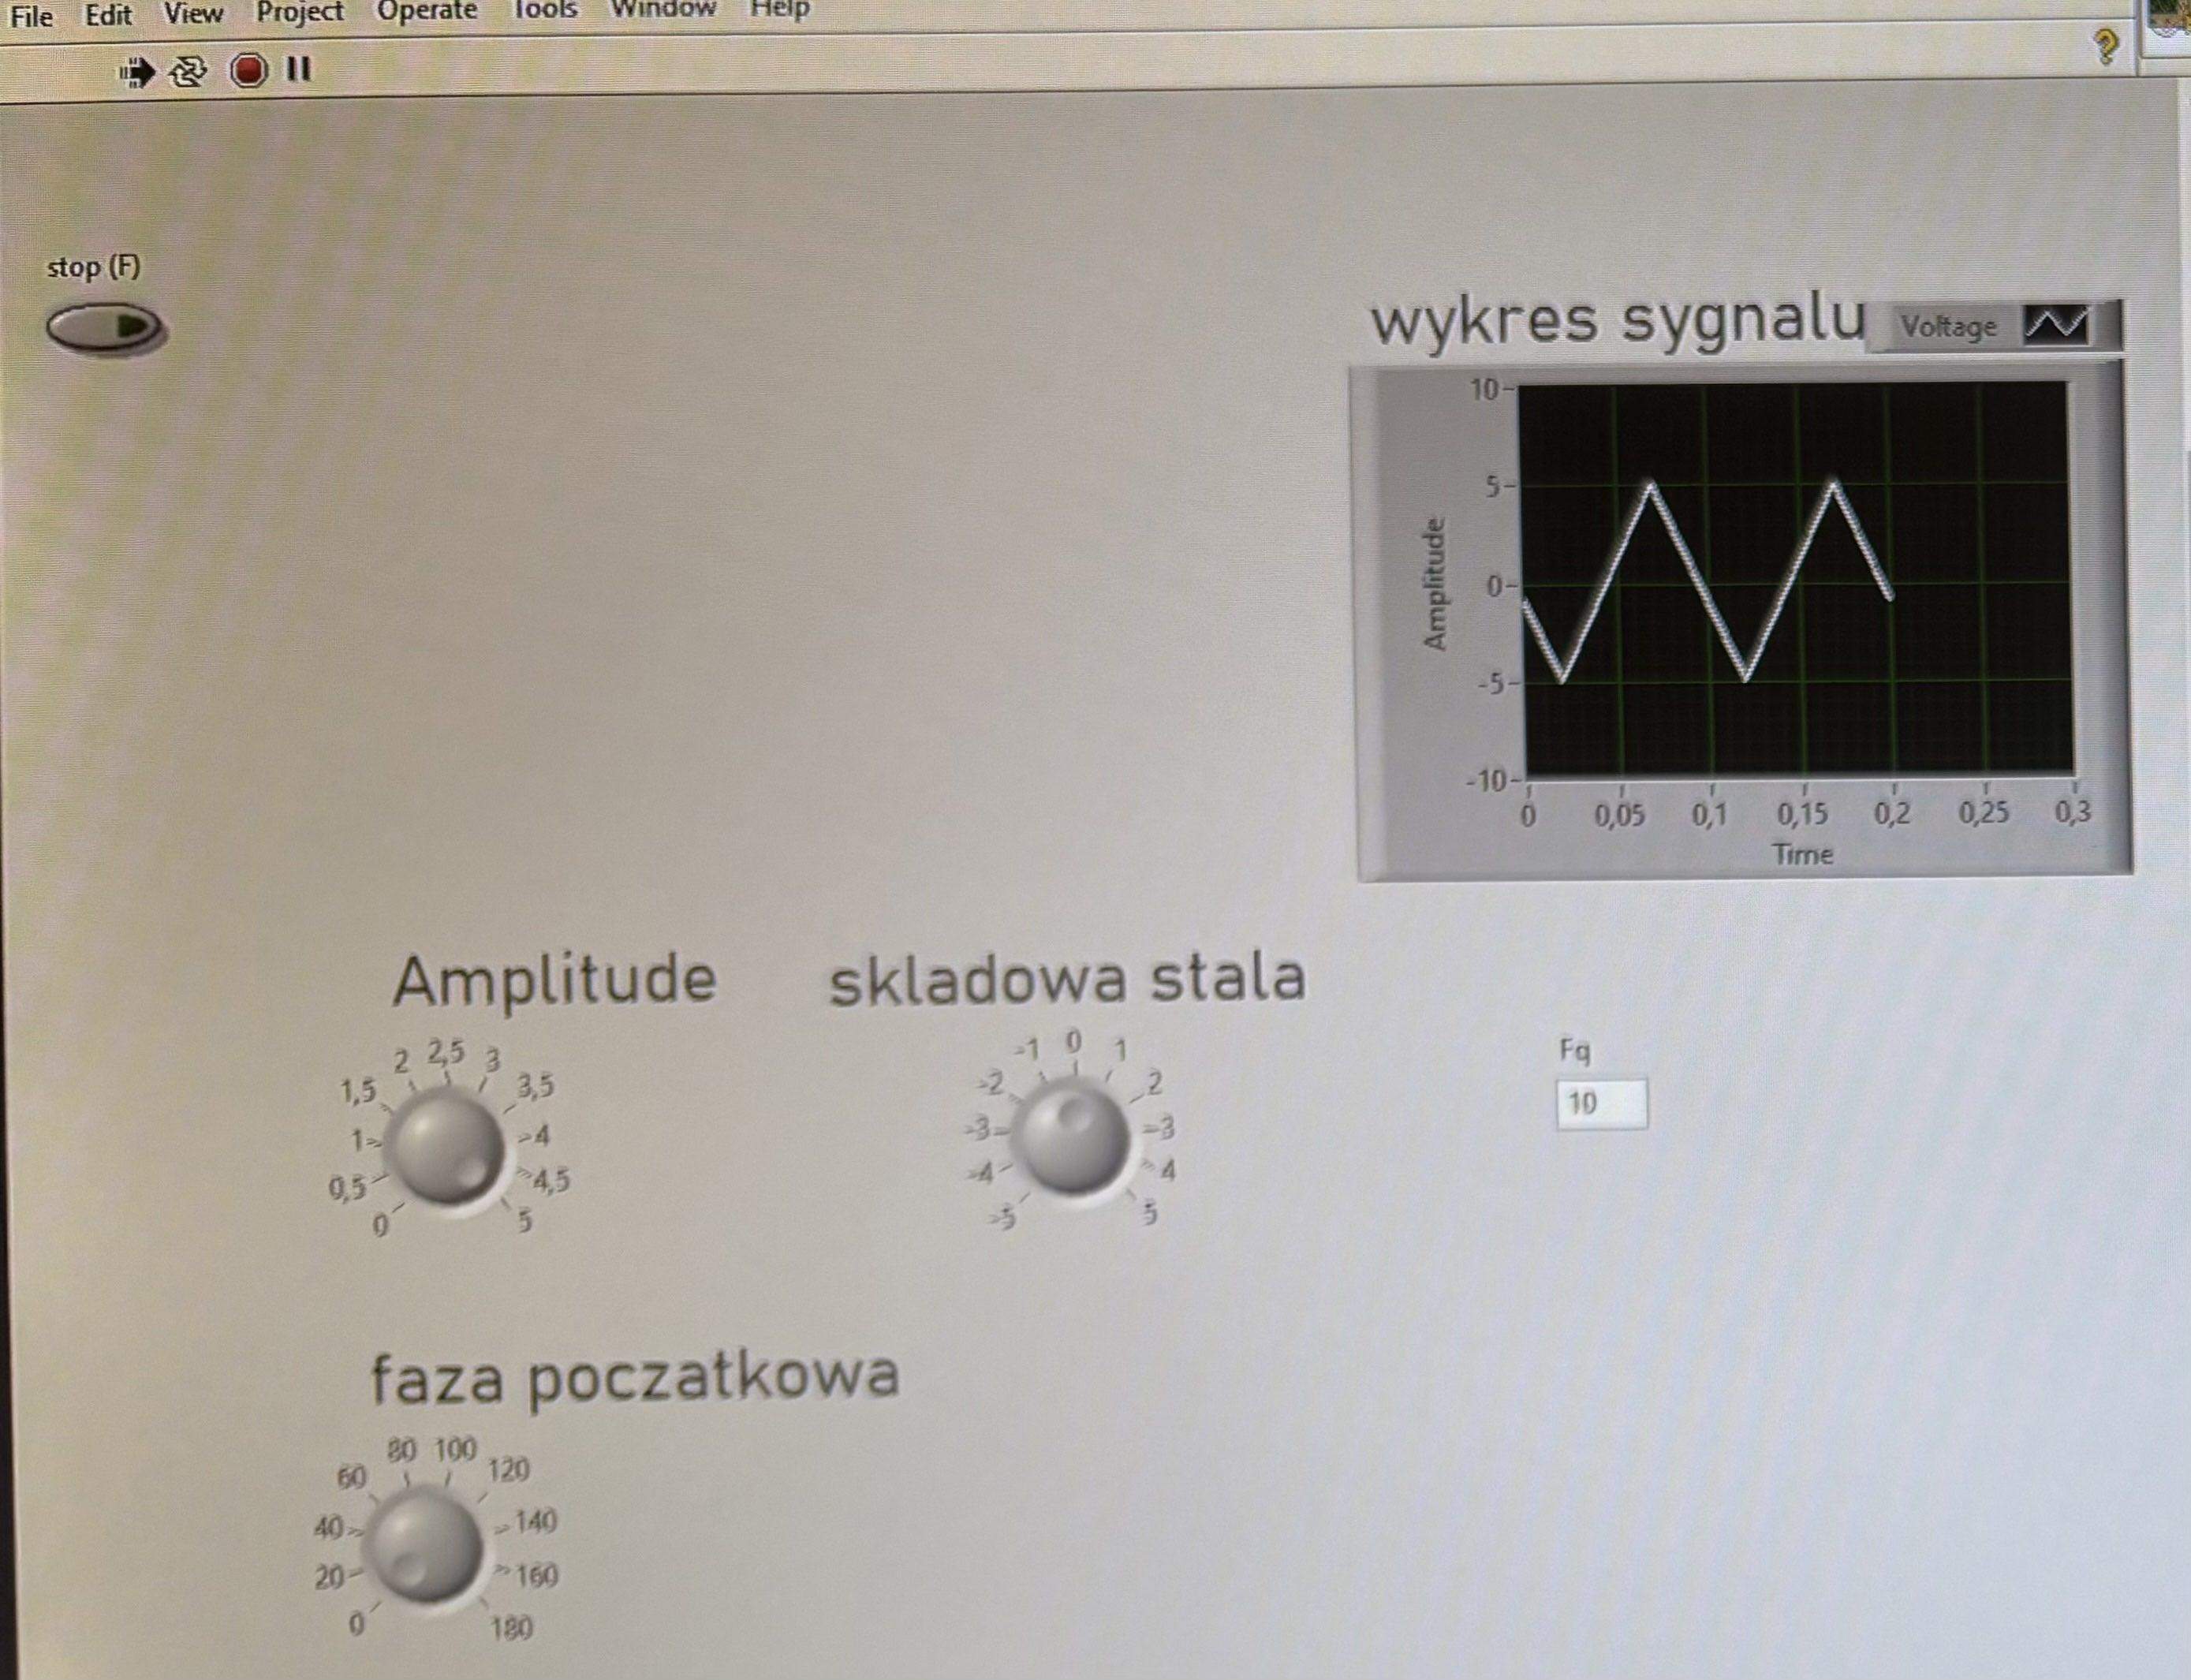 File Edit View Project Operate Tools Window Help
stop (F)
wykres sygnalu
Voltage
10
5
0
-5
-10
Amplitude
0 0,05 0,1 0,15 0,2 0,25 0,3
Time
Amplitude
0 0,5 1 1,5 2 2,5 3 3,5 4 4,5 5
skladowa stala
-5 -4 -3 -2 -1 0 1 2 3 4 5
Fq
10
faza poczatkowa
0 20 40 60 80 100 120 140 160 180